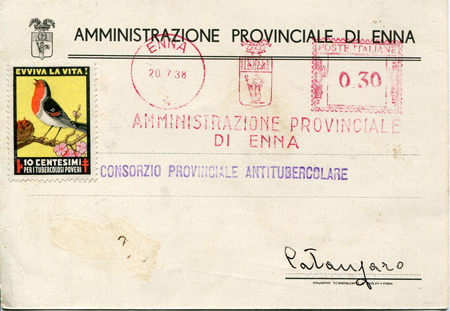 AMMINISTRAZIONE PROVINCIALE DI ENNA
ENNA
20.7.38
POSTE ITALIANE
0.30
EVVIVA LA VITA!
10 CENTESIMI
PER I TUBERCOLOSI POVERI
AMMINISTRAZIONE PROVINCIALE
DI ENNA
CONSORZIO PROVINCIALE ANTITUBERCOLARE
Catanzaro